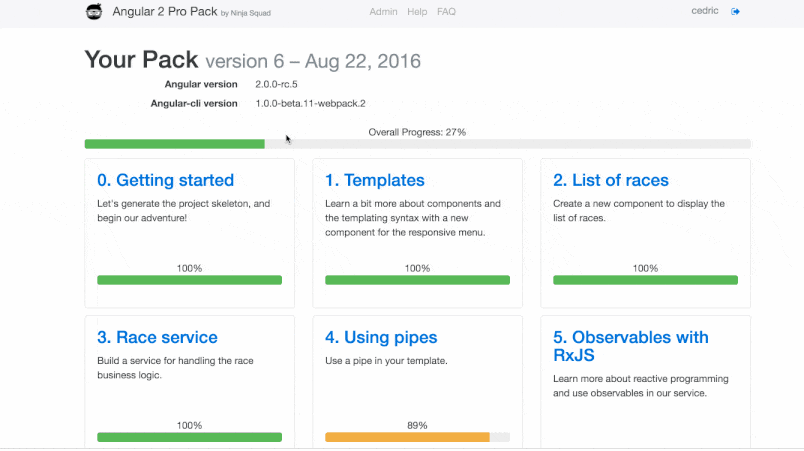 Angular 2 Pro Pack by Ninja Squad
Admin Help FAQ
cedric
Your Pack version 6 – Aug 22, 2016
Angular version 2.0.0-rc.5
Angular-cli version 1.0.0-beta.11-webpack.2
Overall Progress: 27%
0. Getting started
Let's generate the project skeleton, and
begin our adventure!
100%
1. Templates
Learn a bit more about components and
the templating syntax with a new
component for the responsive menu.
100%
2. List of races
Create a new component to display the
list of races.
100%
3. Race service
Build a service for handling the race
business logic.
100%
4. Using pipes
Use a pipe in your template.
89%
5. Observables with
RxJS
Learn more about reactive programming
and use observables in our service.